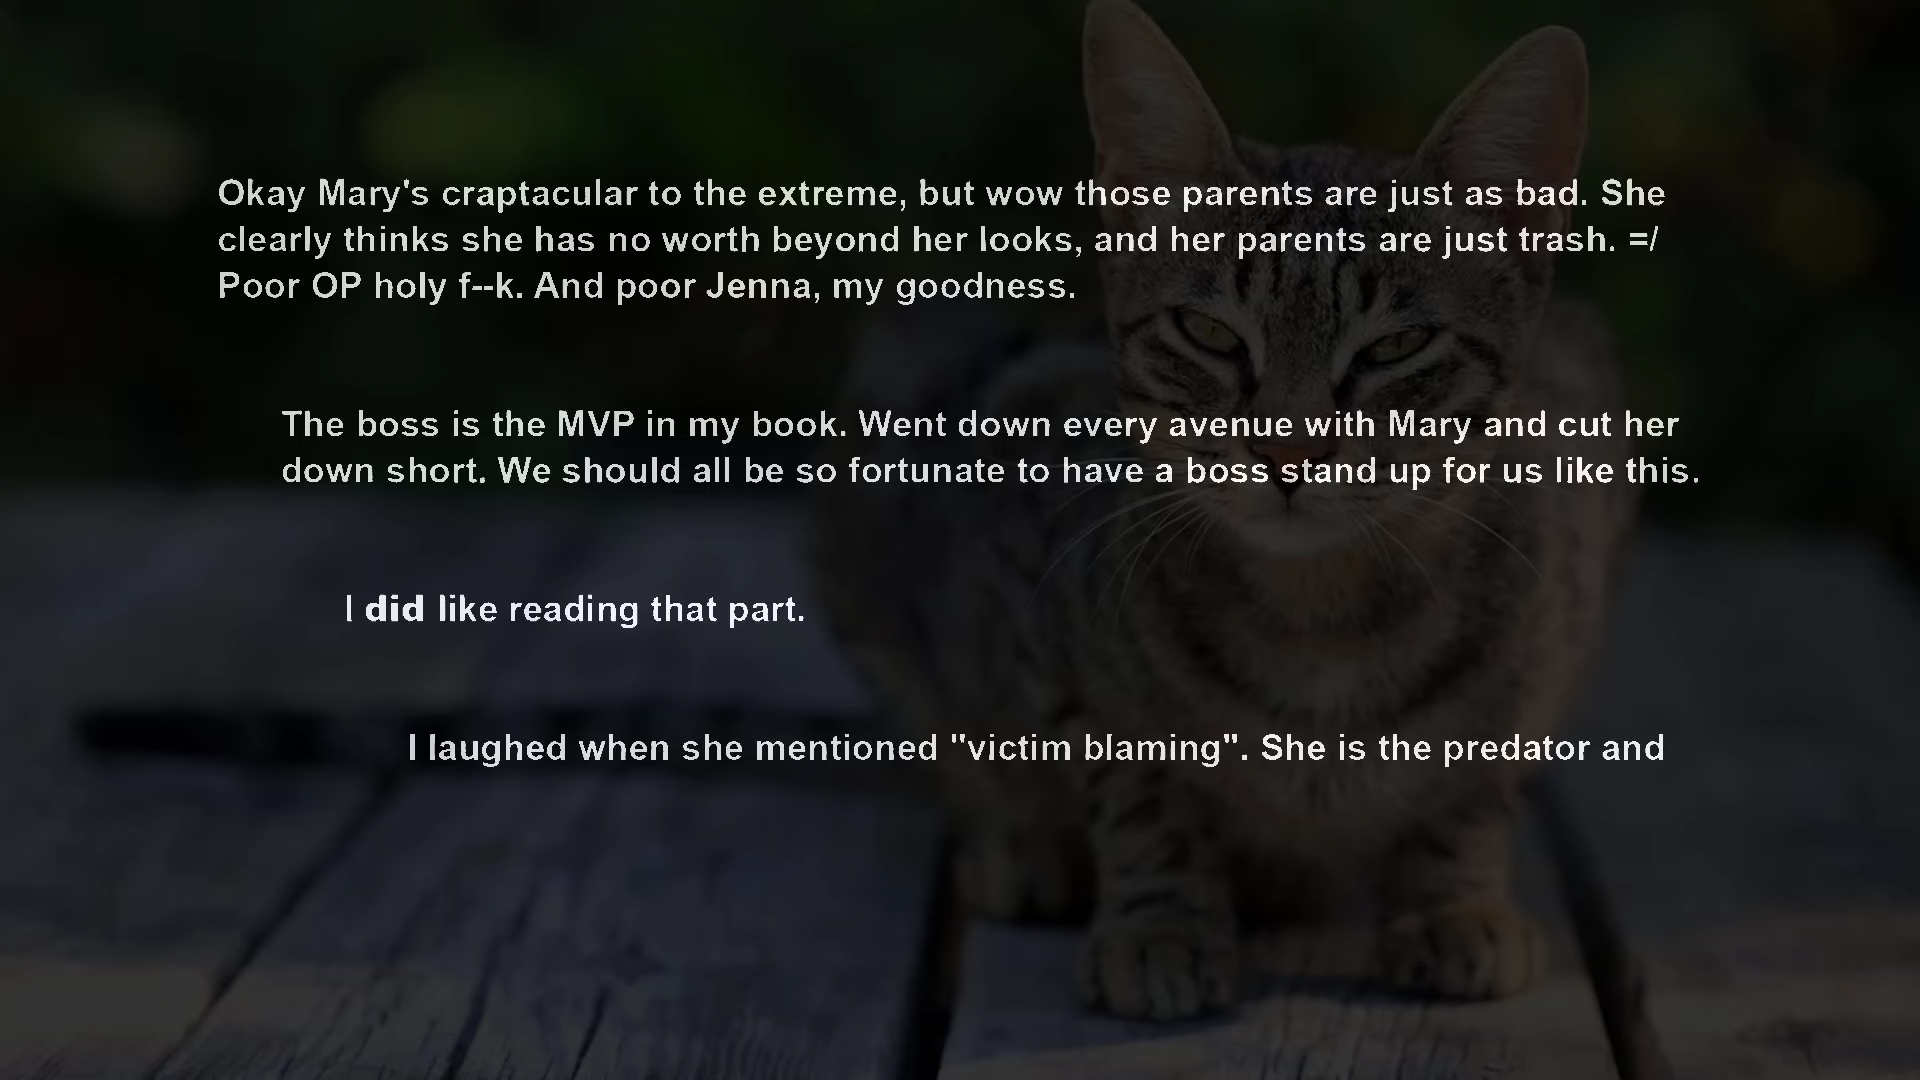 Okay Mary's craptacular to the extreme, but wow those parents are just as bad. She
clearly thinks she has no worth beyond her looks, and her parents are just trash. =/
Poor OP holy f--k. And poor Jenna, my goodness.
The boss is the MVP in my book. Went down every avenue with Mary and cut her
down short. We should all be so fortunate to have a boss stand up for us like this.
I did like reading that part.
I laughed when she mentioned "victim blaming". She is the predator and